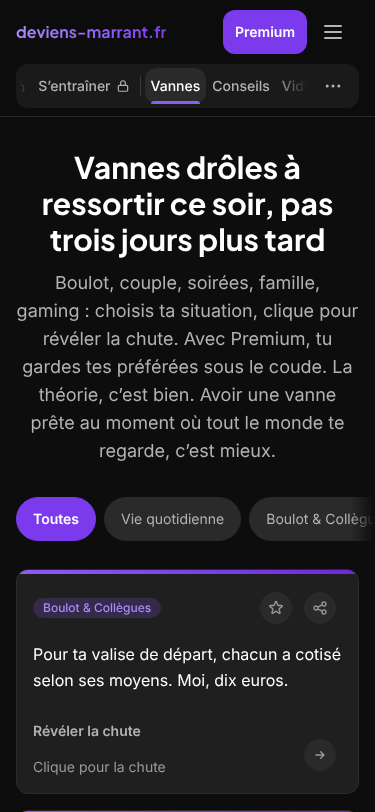 deviens-marrant.fr
Premium
S'entraîner
Vannes
Conseils
Vid
Vannes drôles à
ressortir ce soir, pas
trois jours plus tard
Boulot, couple, soirées, famille,
gaming : choisis ta situation, clique pour
révéler la chute. Avec Premium, tu
gardes tes préférées sous le coude. La
théorie, c'est bien. Avoir une vanne
prête au moment où tout le monde te
regarde, c'est mieux.
Toutes
Vie quotidienne
Boulot & Collègu
Boulot & Collègues
Pour ta valise de départ, chacun a cotisé
selon ses moyens. Moi, dix euros.
Révéler la chute
Clique pour la chute